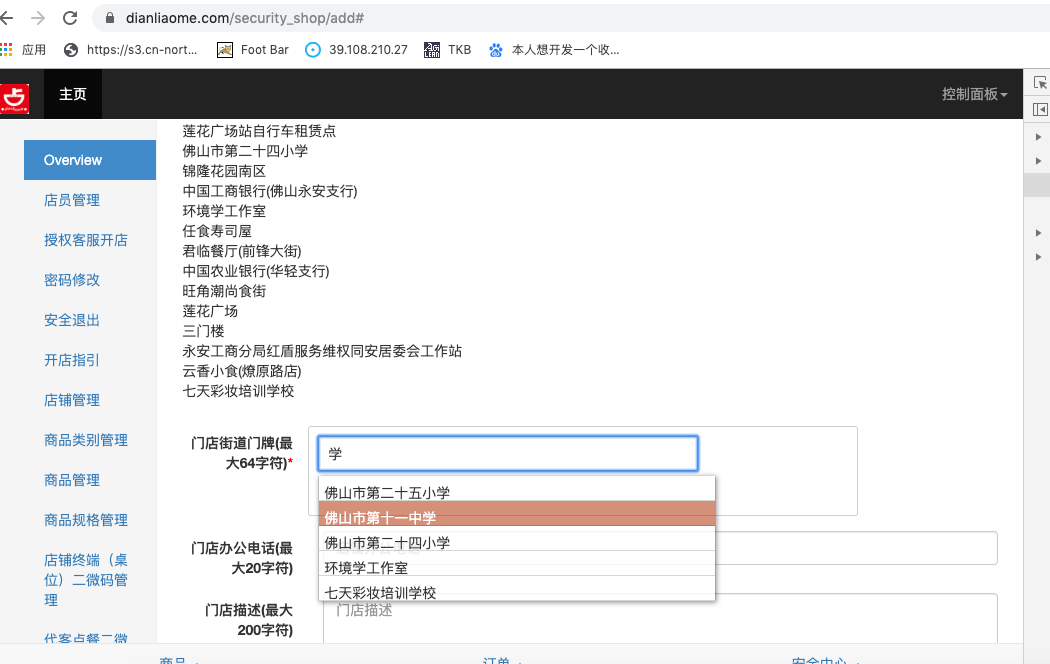 dianliaome.com/security_shop/add#
应用 https://s3.cn-nort... Foot Bar 39.108.210.27 TKB 本人想开发一个收...
主页 控制面板
Overview
店员管理
授权客服开店
密码修改
安全退出
开店指引
店铺管理
商品类别管理
商品管理
商品规格管理
店铺终端（桌
位）二微码管
理
代客点餐二微
莲花广场站自行车租赁点
佛山市第二十四小学
锦隆花园南区
中国工商银行(佛山永安支行)
环境学工作室
任食寿司屋
君临餐厅(前锋大街)
中国农业银行(华轻支行)
旺角潮尚食街
莲花广场
三门楼
永安工商分局红盾服务维权同安居委会工作站
云香小食(燎原路店)
七天彩妆培训学校
门店街道门牌(最
大64字符)*
学
佛山市第二十五小学
佛山市第十一中学
佛山市第二十四小学
环境学工作室
七天彩妆培训学校
门店办公电话(最
大20字符)
门店描述(最大
200字符)
门店描述
商品 订单 安全中心